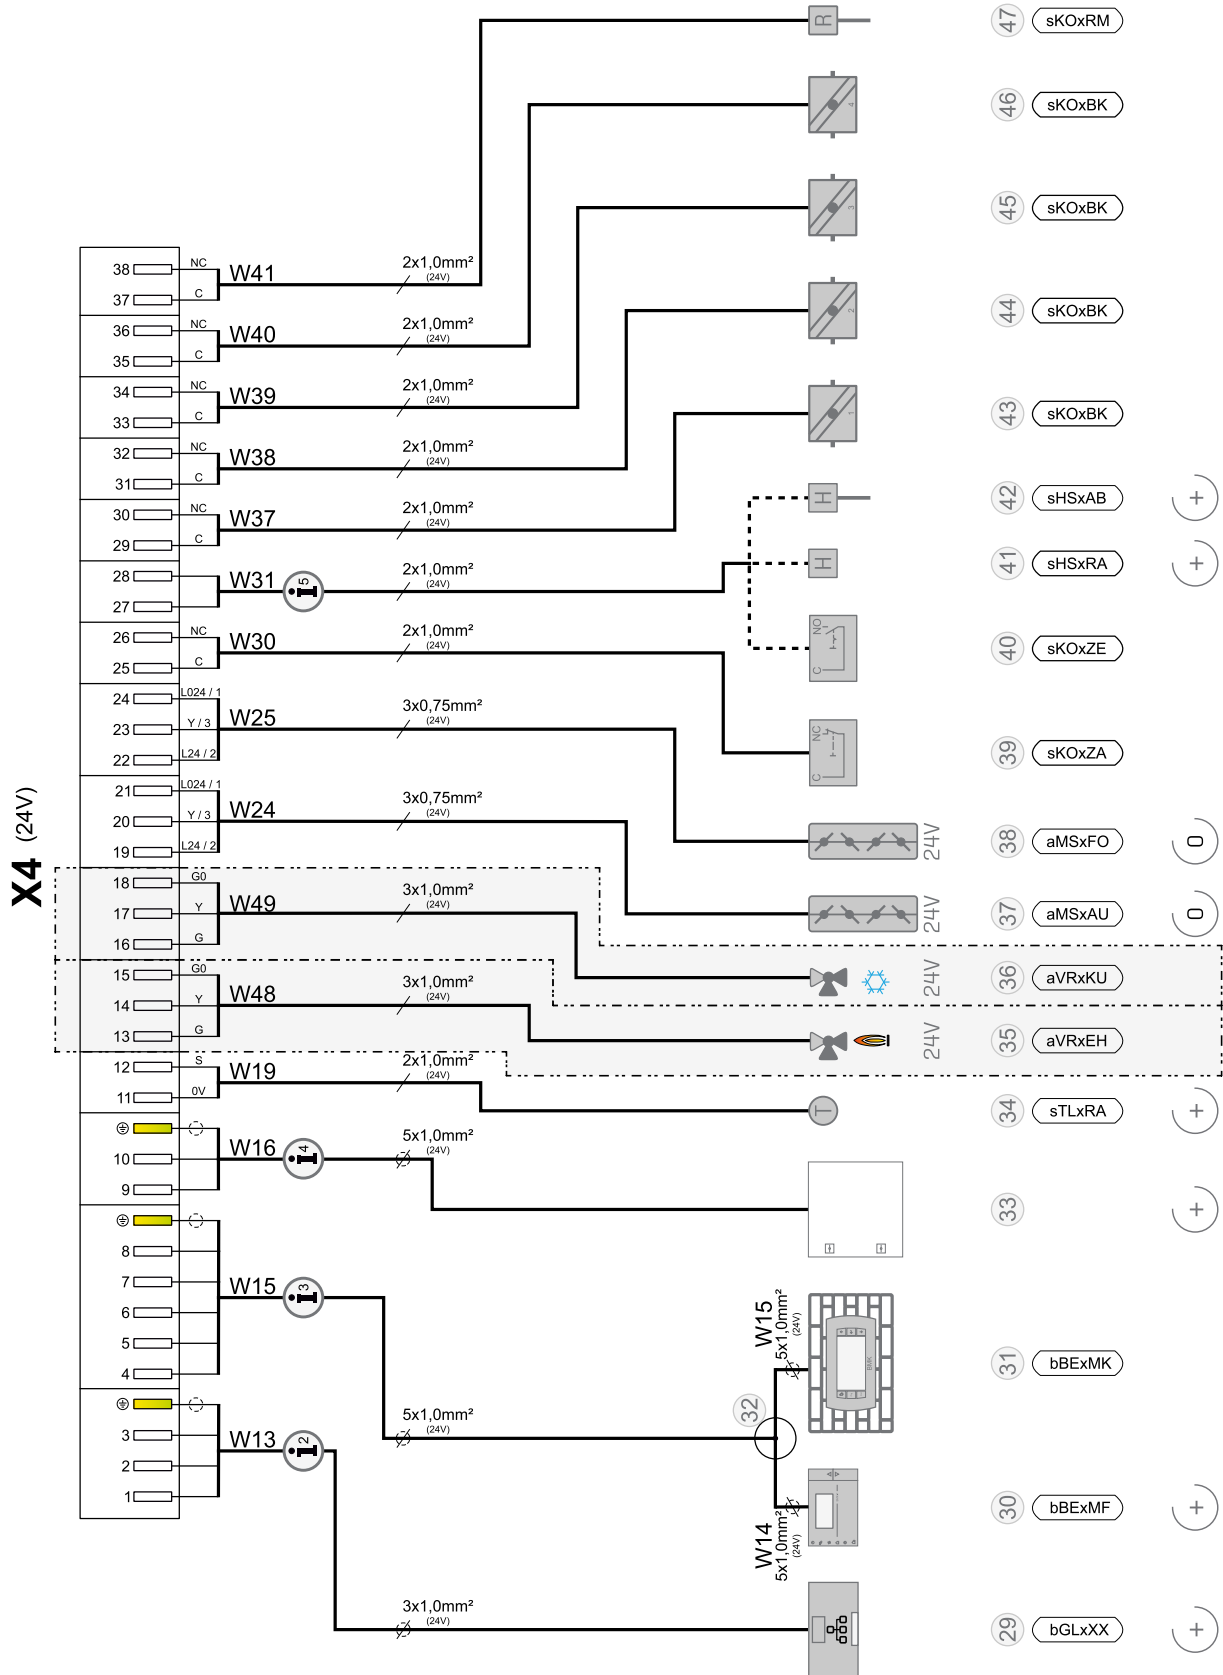 X4 (24V)
47 sKOxRM
R
46 sKOxBK
4
45 sKOxBK
3
44 sKOxBK
2
43 sKOxBK
1
38 NC
37 C
W41 2x1,0mm²
(24V)
36 NC
35 C
W40 2x1,0mm²
(24V)
34 NC
33 C
W39 2x1,0mm²
(24V)
32 NC
31 C
W38 2x1,0mm²
(24V)
30 NC
29 C
W37 2x1,0mm²
(24V)
H 42 sHSxAB +
28
27
W31 i5 2x1,0mm²
(24V)
H 41 sHSxRA +
26 NC
25 C
W30 2x1,0mm²
(24V)
C NO 40 sKOxZE
24 L024 / 1
23 Y / 3
22 L24 / 2
W25 3x0,75mm²
(24V)
C NC 39 sKOxZA
21 L024 / 1
20 Y / 3
19 L24 / 2
W24 3x0,75mm²
(24V)
24V 38 aMSxFO 0
18 G0
17 Y
16 G
W49 3x1,0mm²
(24V)
24V 37 aMSxAU 0
15 G0
14 Y
13 G
W48 3x1,0mm²
(24V)
24V 36 aVRxKU
24V 35 aVRxEH
12 S
11 0V
W19 2x1,0mm²
(24V)
T 34 sTLxRA +
10
9
W16 i4 5x1,0mm²
(24V)
33 +
8
7
6
5
4
W15 i3 5x1,0mm²
(24V)
32
W15
5x1,0mm²
(24V)
BMK
31 bBExMK
3
2
1
W13 i2 3x1,0mm²
(24V)
W14
5x1,0mm²
(24V)
30 bBExMF +
29 bGLxXX +